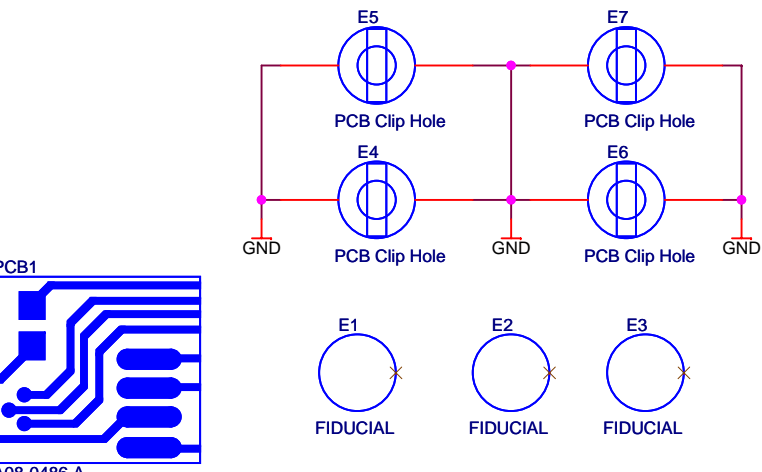 E5
E7
PCB Clip Hole
PCB Clip Hole
E4
E6
GND
GND
GND
PCB Clip Hole
PCB Clip Hole
PCB1
E1
E2
E3
FIDUCIAL
FIDUCIAL
FIDUCIAL